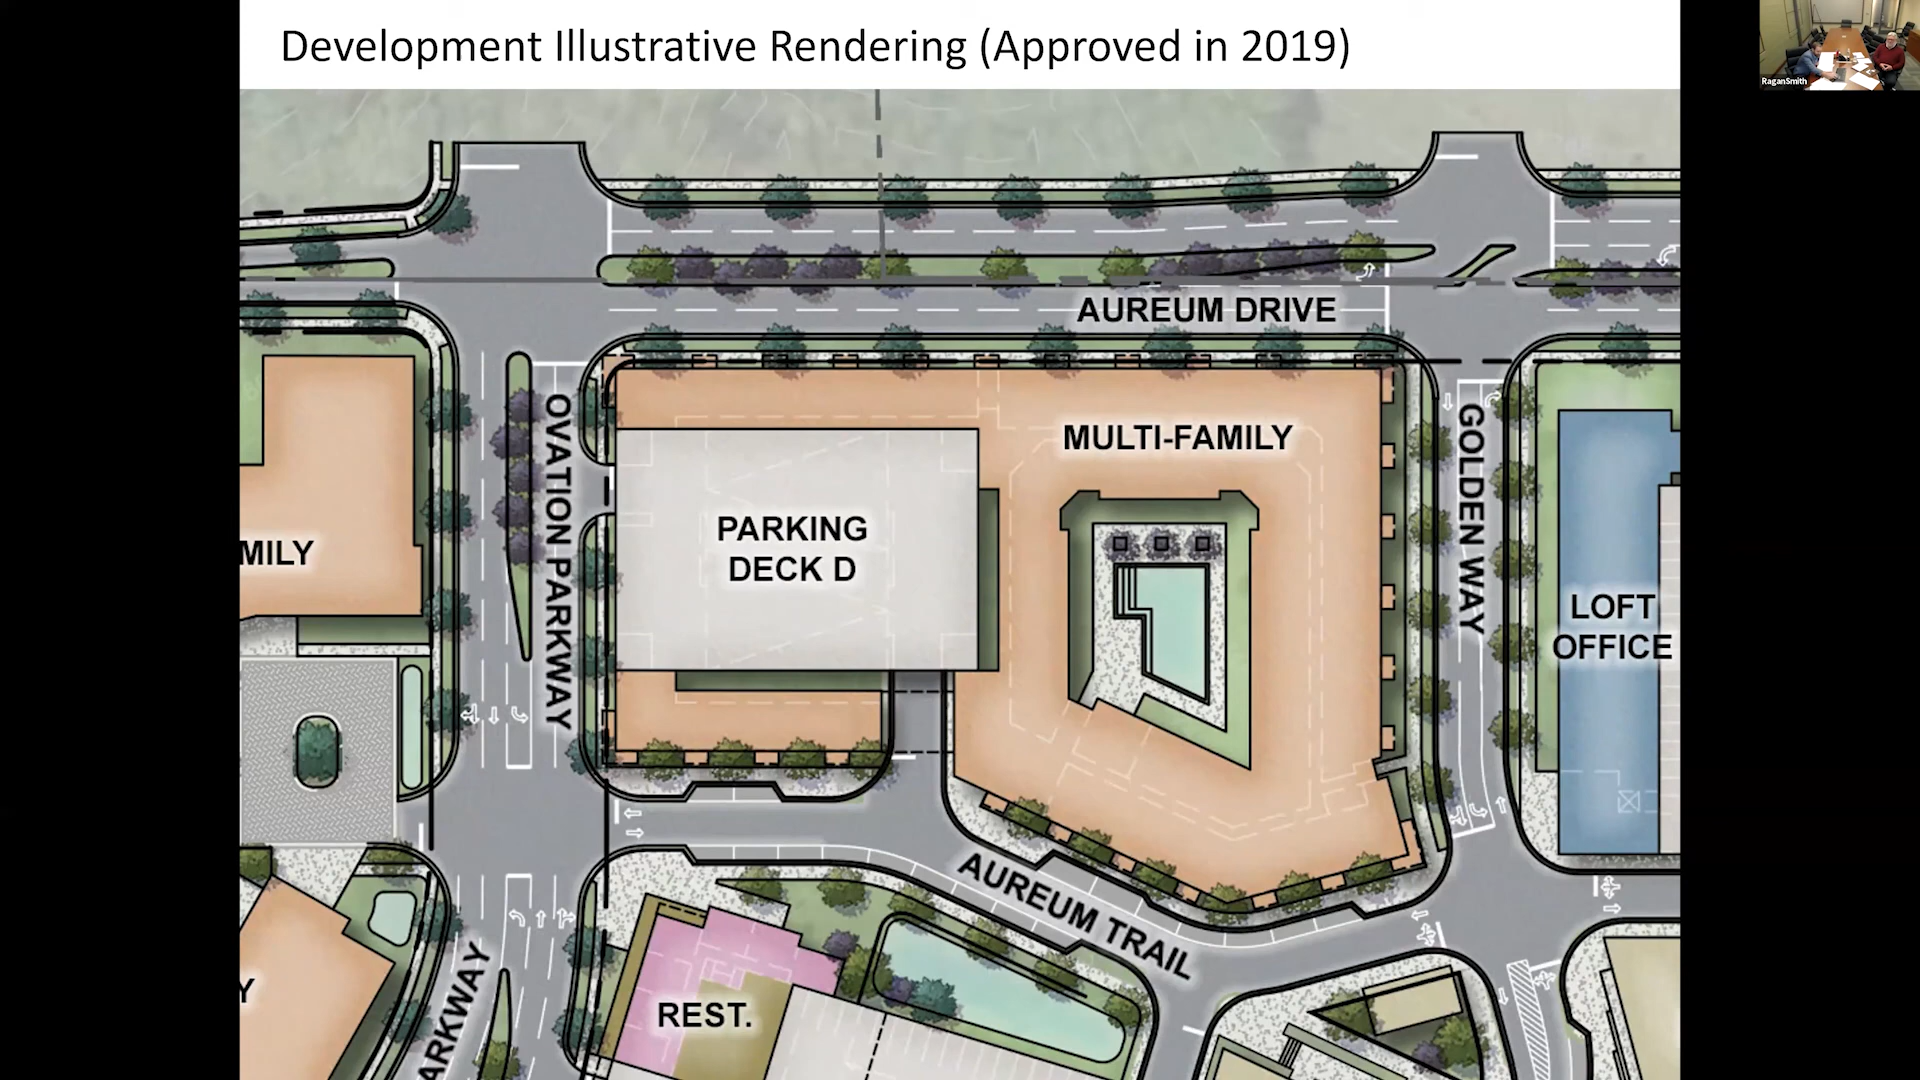 Development Illustrative Rendering (Approved in 2019)
RaganSmith
AUREUM DRIVE
OVATION PARKWAY
MULTI-FAMILY
GOLDEN WAY
PARKING
DECK D
MILY
LOFT
OFFICE
AUREUM TRAIL
Y
ARKWAY
REST.